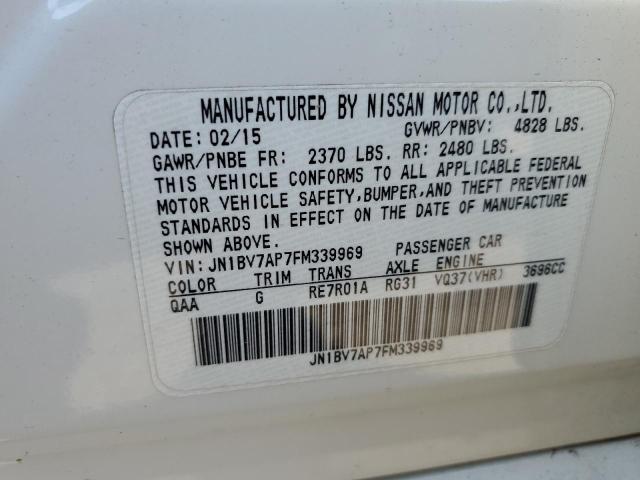 MANUFACTURED BY NISSAN MOTOR CO.,LTD.
DATE: 02/15 GVWR/PNBV: 4828 LBS.
GAWR/PNBE FR: 2370 LBS. RR: 2480 LBS.
THIS VEHICLE CONFORMS TO ALL APPLICABLE FEDERAL
MOTOR VEHICLE SAFETY,BUMPER,AND THEFT PREVENTION
STANDARDS IN EFFECT ON THE DATE OF MANUFACTURE
SHOWN ABOVE.
VIN: JN1BV7AP7FM339969 PASSENGER CAR
COLOR TRIM TRANS AXLE ENGINE
QAA G RE7R01A RG31 VQ37(VHR) 3696CC
JN1BV7AP7FM339969